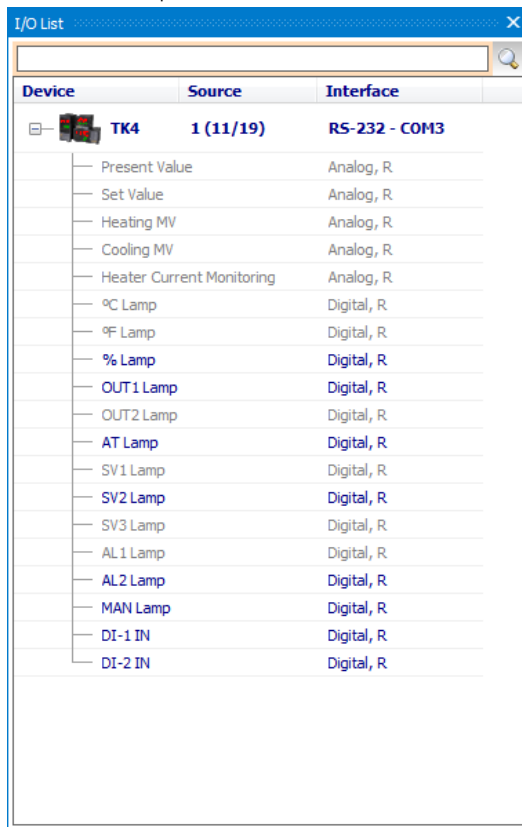 I/O List
Device Source Interface
TK4 1 (11/19) RS-232 - COM3
Present Value Analog, R
Set Value Analog, R
Heating MV Analog, R
Cooling MV Analog, R
Heater Current Monitoring Analog, R
ºC Lamp Digital, R
ºF Lamp Digital, R
% Lamp Digital, R
OUT1 Lamp Digital, R
OUT2 Lamp Digital, R
AT Lamp Digital, R
SV1 Lamp Digital, R
SV2 Lamp Digital, R
SV3 Lamp Digital, R
AL1 Lamp Digital, R
AL2 Lamp Digital, R
MAN Lamp Digital, R
DI-1 IN Digital, R
DI-2 IN Digital, R